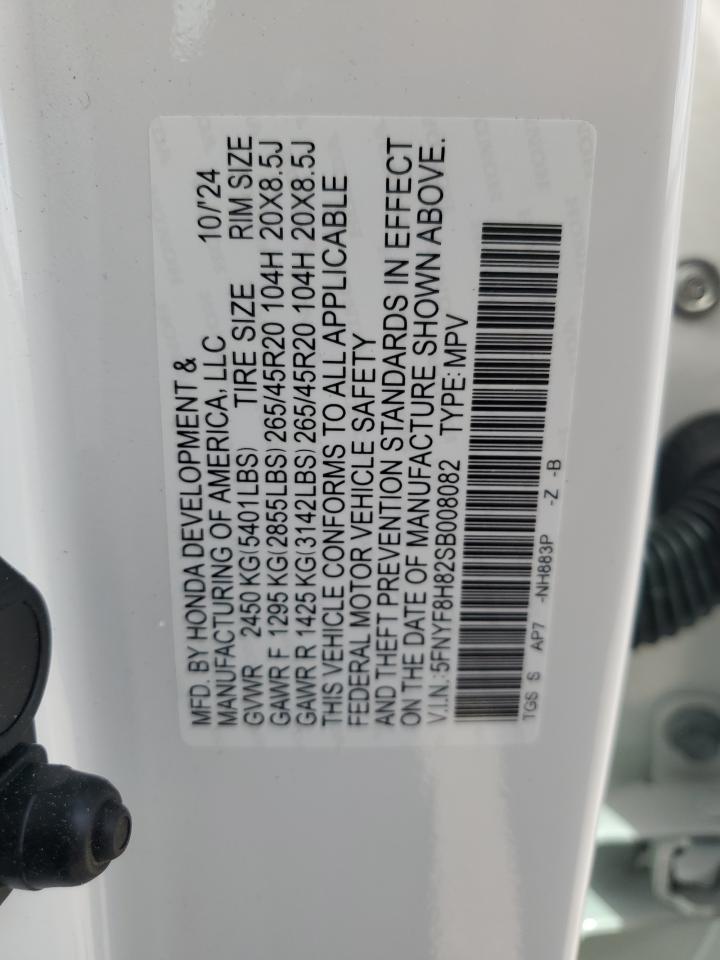 MFD. BY HONDA DEVELOPMENT & 10/'24
MANUFACTURING OF AMERICA, LLC
GVWR 2450 KG(5401LBS) TIRE SIZE RIM SIZE
GAWR F 1295 KG(2855LBS) 265/45R20 104H 20X8.5J
GAWR R 1425 KG(3142LBS) 265/45R20 104H 20X8.5J
THIS VEHICLE CONFORMS TO ALL APPLICABLE
FEDERAL MOTOR VEHICLE SAFETY
AND THEFT PREVENTION STANDARDS IN EFFECT
ON THE DATE OF MANUFACTURE SHOWN ABOVE.
V.I.N.:5FNYF8H82SB008082 TYPE: MPV
TGS S AP7 -NH883P -Z -B